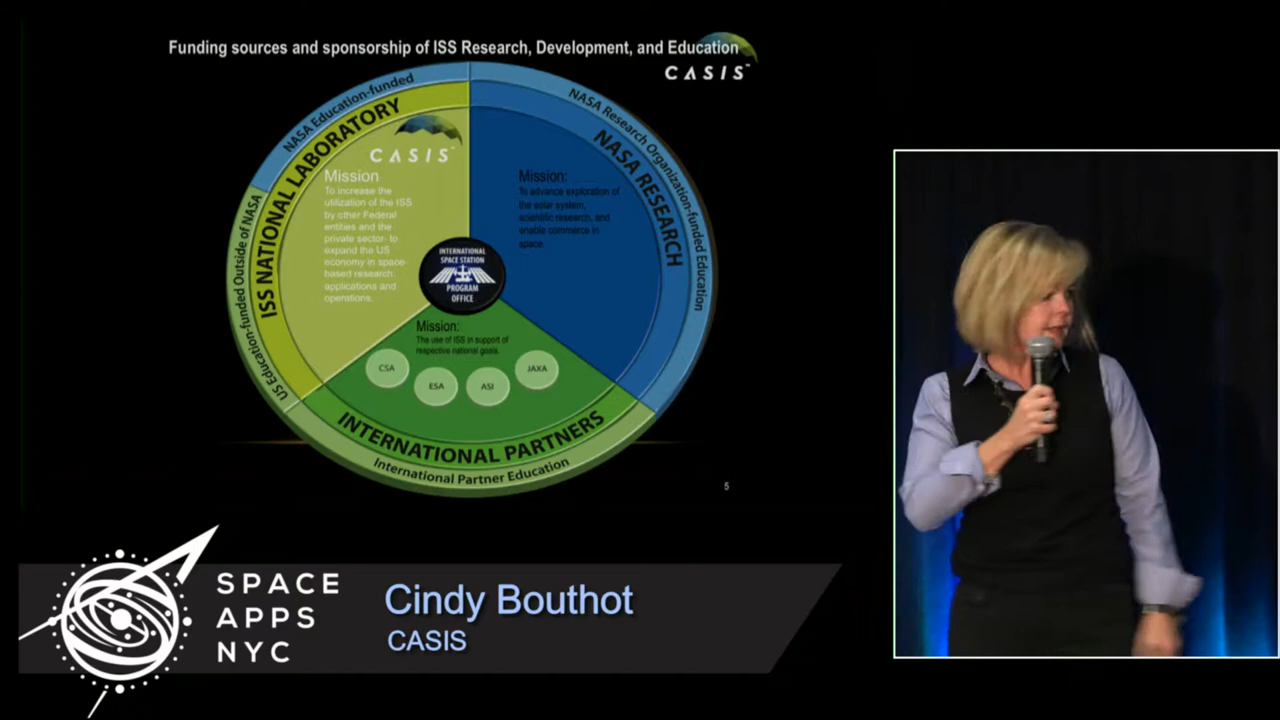 Funding sources and sponsorship of ISS Research, Development, and Education
CASIS™
NASA Education-funded
ISS NATIONAL LABORATORY
US Education-funded Outside of NASA
CASIS™
Mission
To increase the
utilization of the ISS
by other Federal
entities and the
private sector- to
expand the US
economy in space-
based research,
applications and
operations.
NASA Research Organization-funded Education
NASA RESEARCH
Mission:
To advance exploration of
the solar system,
scientific research, and
enable commerce in
space.
INTERNATIONAL
SPACE STATION
PROGRAM
OFFICE
Mission:
The use of ISS in support of
respective national goals.
CSA
ESA
ASI
JAXA
INTERNATIONAL PARTNERS
International Partner Education
5
SPACE
APPS
NYC
Cindy Bouthot
CASIS